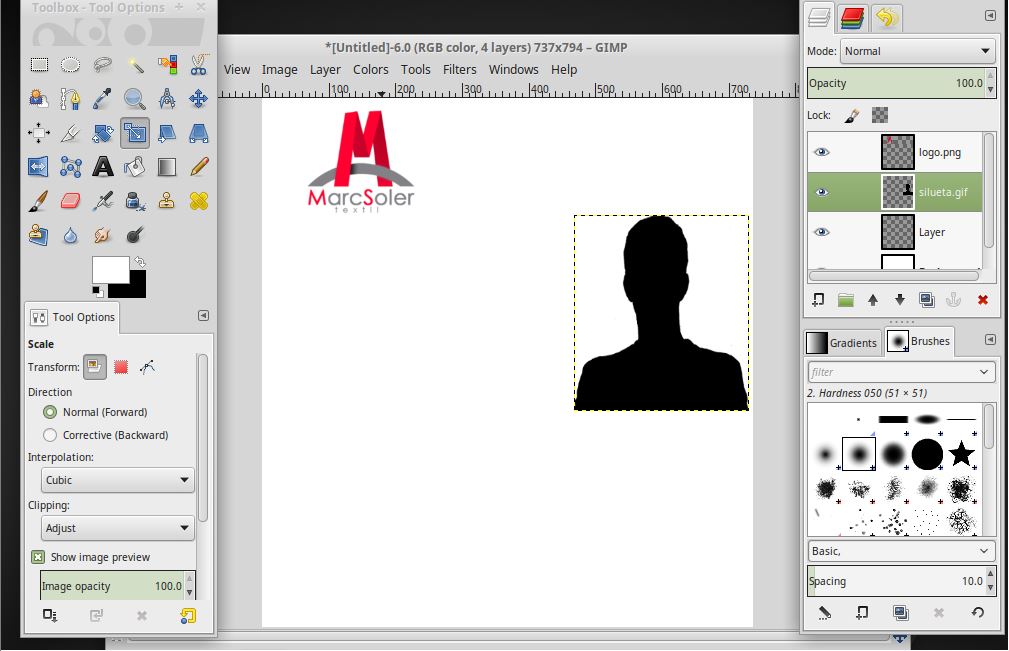 Toolbox - Tool Options
*[Untitled]-6.0 (RGB color, 4 layers) 737x794 – GIMP
View Image Layer Colors Tools Filters Windows Help
0 100 200 300 400 500 600 700
MarcSoler
textil
Tool Options
Scale
Transform:
Direction
Normal (Forward)
Corrective (Backward)
Interpolation:
Cubic
Clipping:
Adjust
Show image preview
Image opacity 100.0
Mode: Normal
Opacity 100.0
Lock:
logo.png
silueta.gif
Layer
Gradients Brushes
filter
2. Hardness 050 (51 × 51)
Basic,
Spacing 10.0